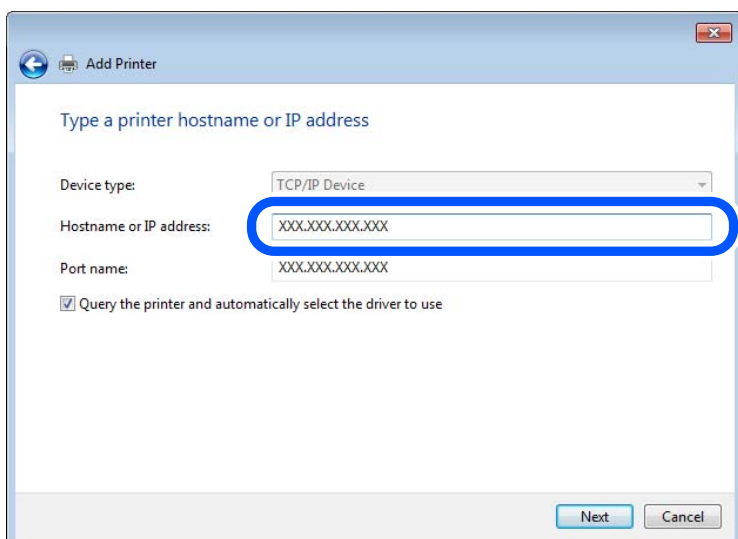 Add Printer
Type a printer hostname or IP address
Device type: TCP/IP Device
Hostname or IP address: XXX.XXX.XXX.XXX
Port name: XXX.XXX.XXX.XXX
Query the printer and automatically select the driver to use
Next Cancel